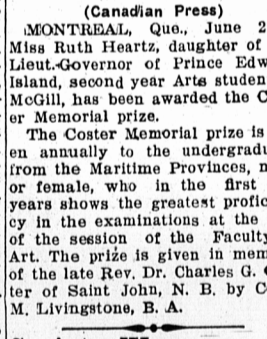 (Canadian Press)
MONTREAL, Que., June 2
Miss Ruth Heartz, daughter of
Lieut.-Governor of Prince Edw
Island, second year Arts studen
McGill, has been awarded the C
er Memorial prize.
The Coster Memorial prize is
en annually to the undergradu
from the Maritime Provinces, m
or female, who in the first
years shows the greatest profic
cy in the examinations at the
of the session of the Faculty
Art. The prize is given in mem
of the late Rev. Dr. Charles G. C
ter of Saint John, N. B. by C
M. Livingstone, B. A.